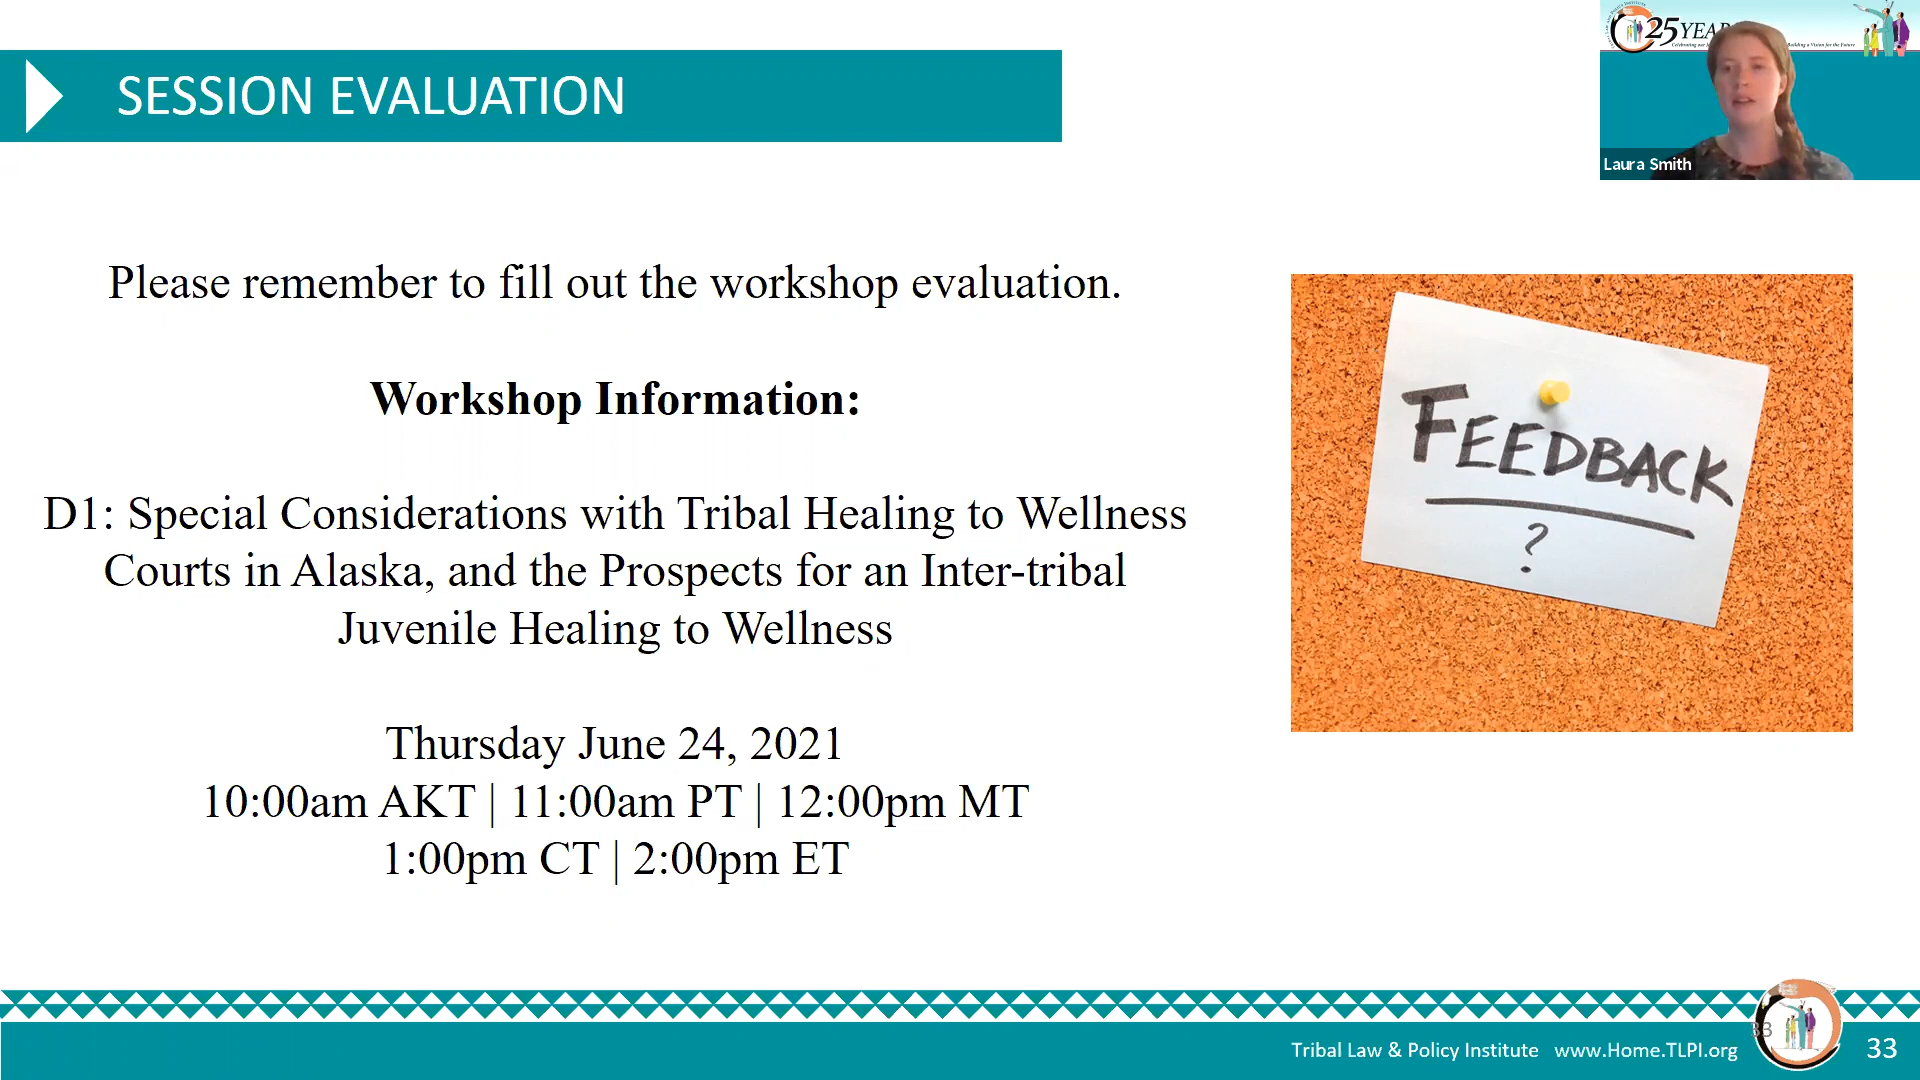 SESSION EVALUATION
25 YEAR
Laura Smith
Please remember to fill out the workshop evaluation.
Workshop Information:
D1: Special Considerations with Tribal Healing to Wellness
Courts in Alaska, and the Prospects for an Inter-tribal
Juvenile Healing to Wellness
Thursday June 24, 2021
10:00am AKT | 11:00am PT | 12:00pm MT
1:00pm CT | 2:00pm ET
FEEDBACK
?
Tribal Law & Policy Institute www.Home.TLPI.org
33
33